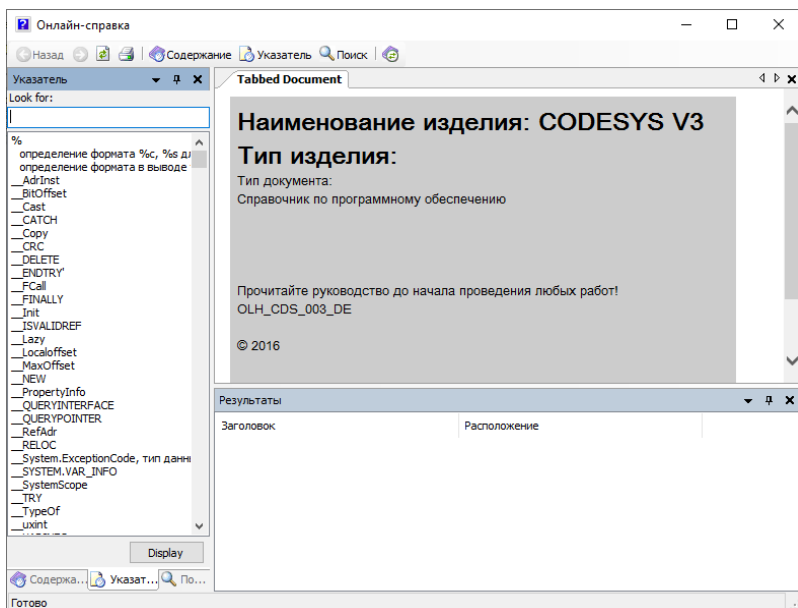 Онлайн-справка
Назад Содержание Указатель Поиск
Указатель
Look for:
%
определение формата %c, %s дл
определение формата в выводе
__AdrInst
__BitOffset
__Cast
__CATCH
__Copy
__CRC
__DELETE
__ENDTRY'
__FCall
__FINALLY
__Init
__ISVALIDREF
__Lazy
__Localoffset
__MaxOffset
__NEW
__PropertyInfo
__QUERYINTERFACE
__QUERYPOINTER
__RefAdr
__RELOC
__System.ExceptionCode, тип данн
__SYSTEM.VAR_INFO
__SystemScope
__TRY
__TypeOf
__uxint
Display
Содержа... Указат... По...
Готово
Tabbed Document
Наименование изделия: CODESYS V3
Тип изделия:
Тип документа:
Справочник по программному обеспечению
Прочитайте руководство до начала проведения любых работ!
OLH_CDS_003_DE
© 2016
Результаты
Заголовок Расположение